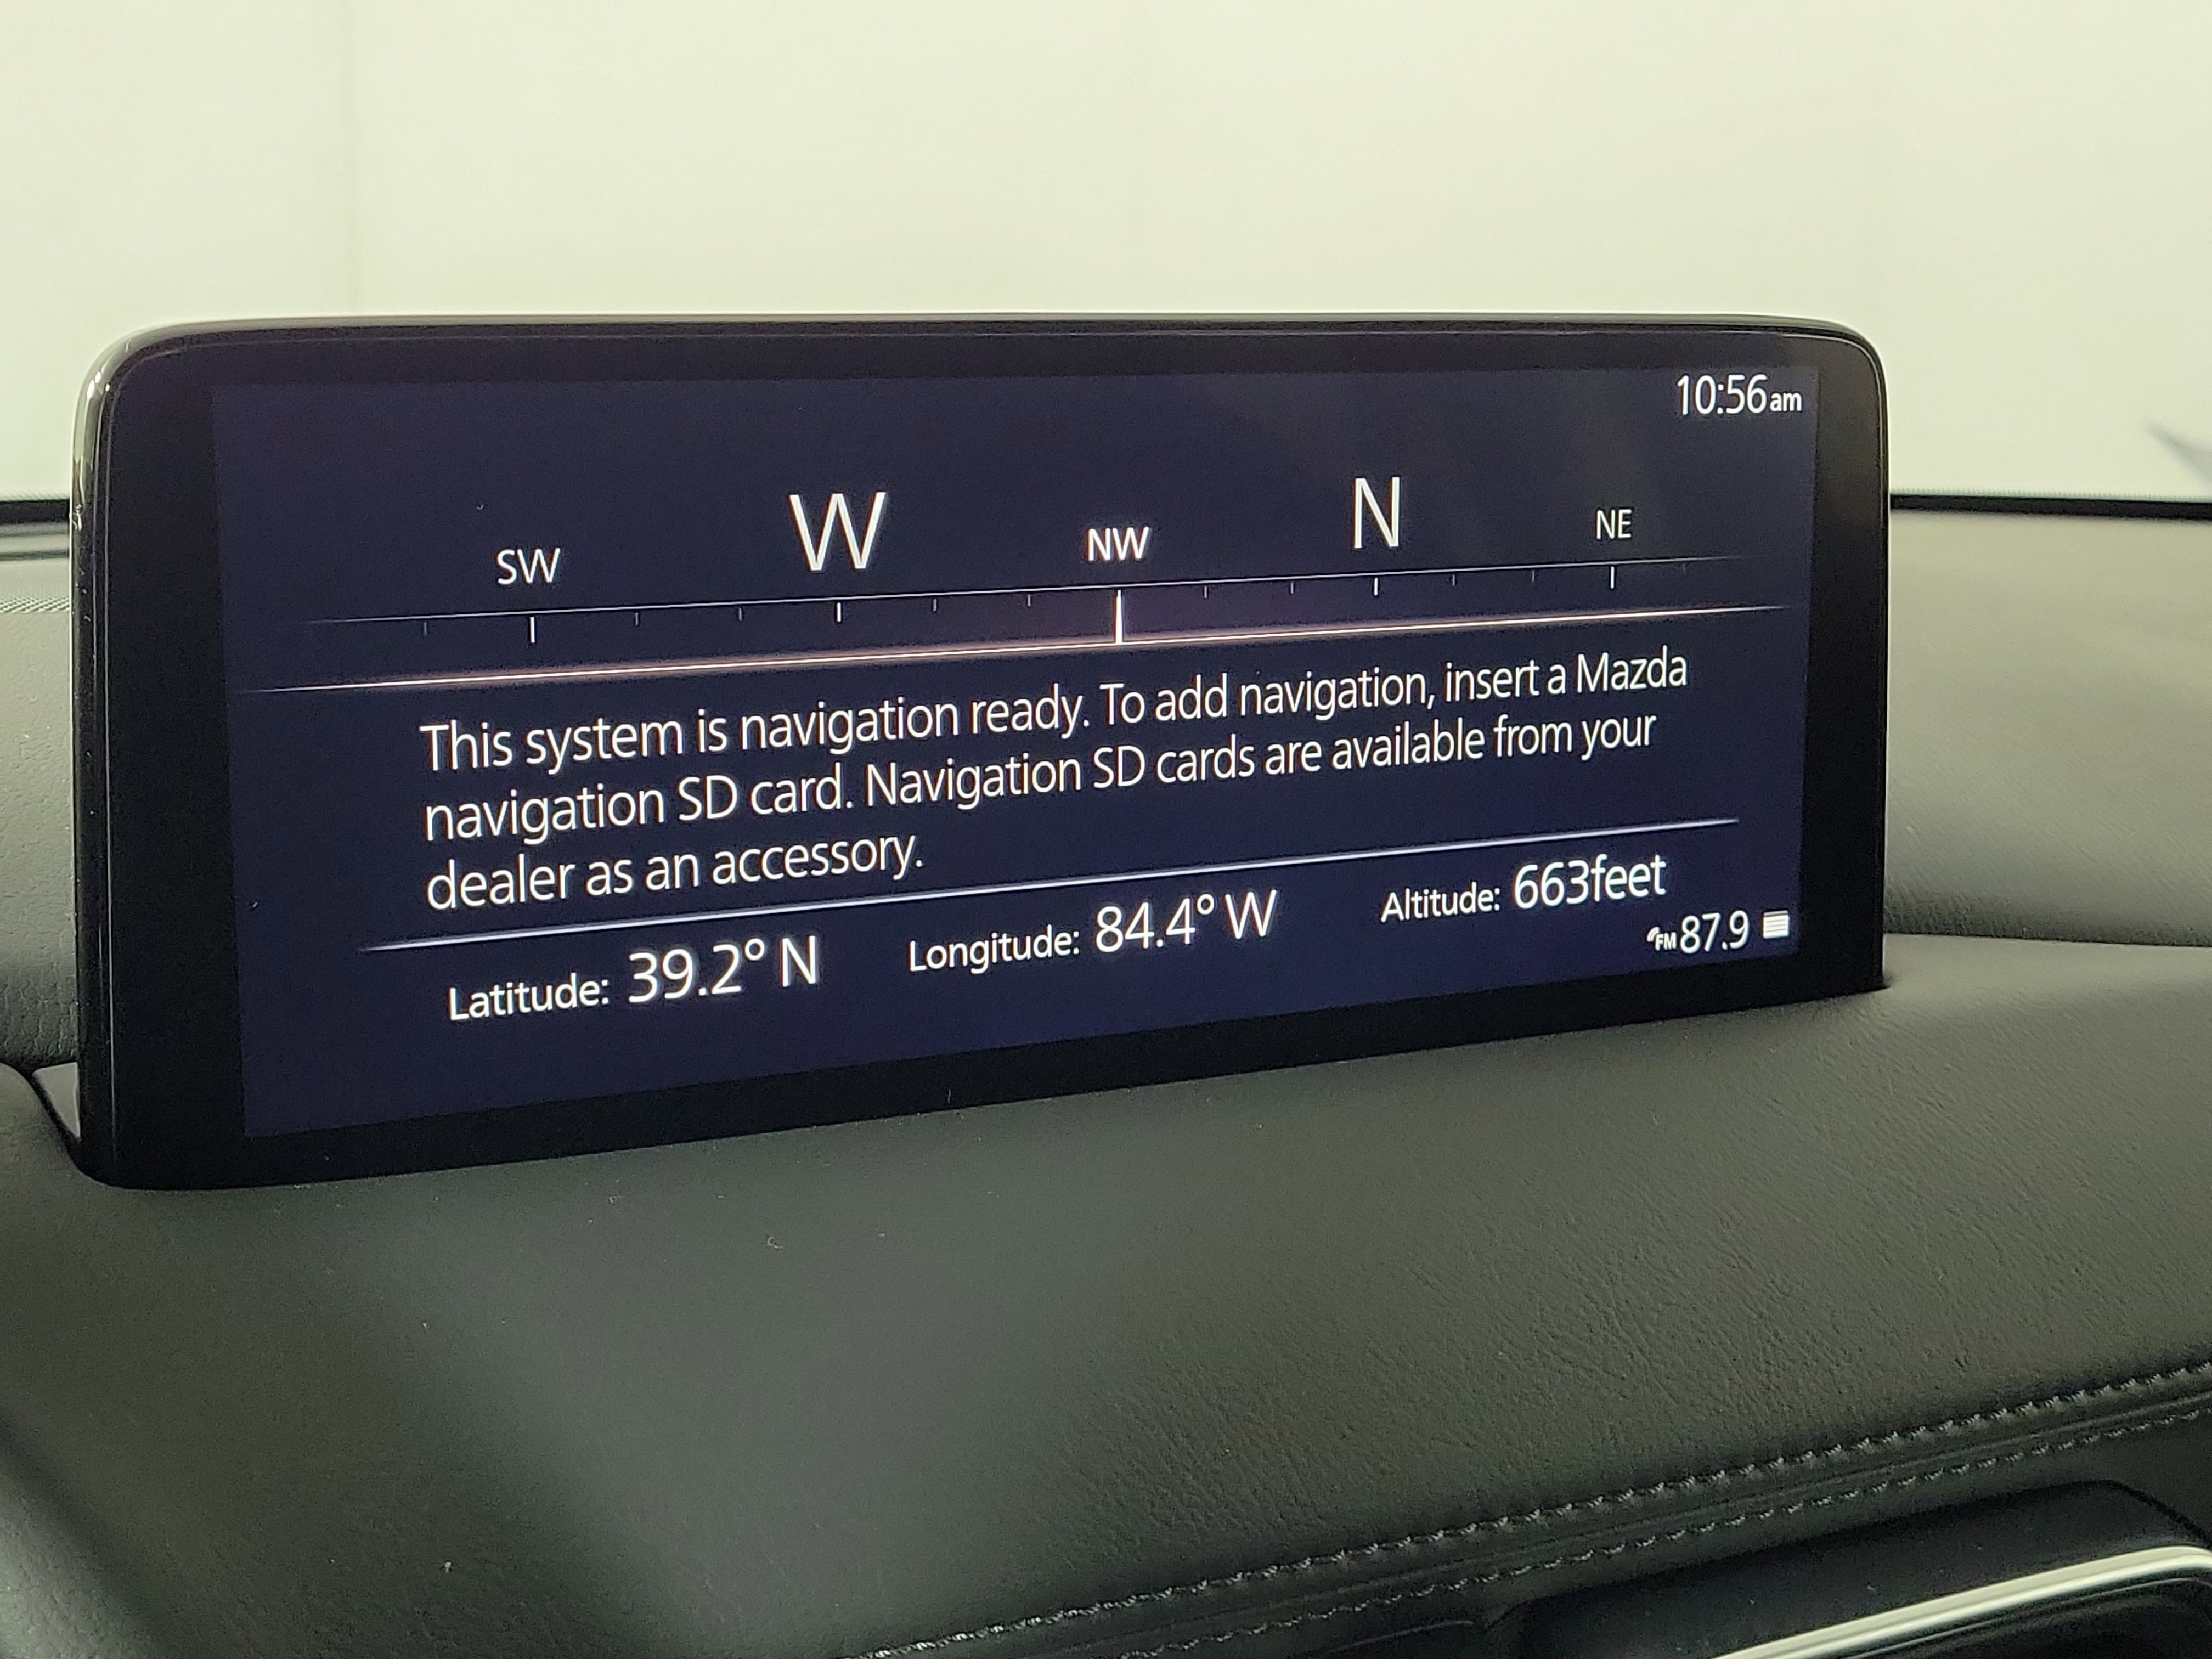 10:56am
SW W NW N NE
This system is navigation ready. To add navigation, insert a Mazda
navigation SD card. Navigation SD cards are available from your
dealer as an accessory.
Latitude: 39.2° N Longitude: 84.4° W Altitude: 663feet
FM 87.9